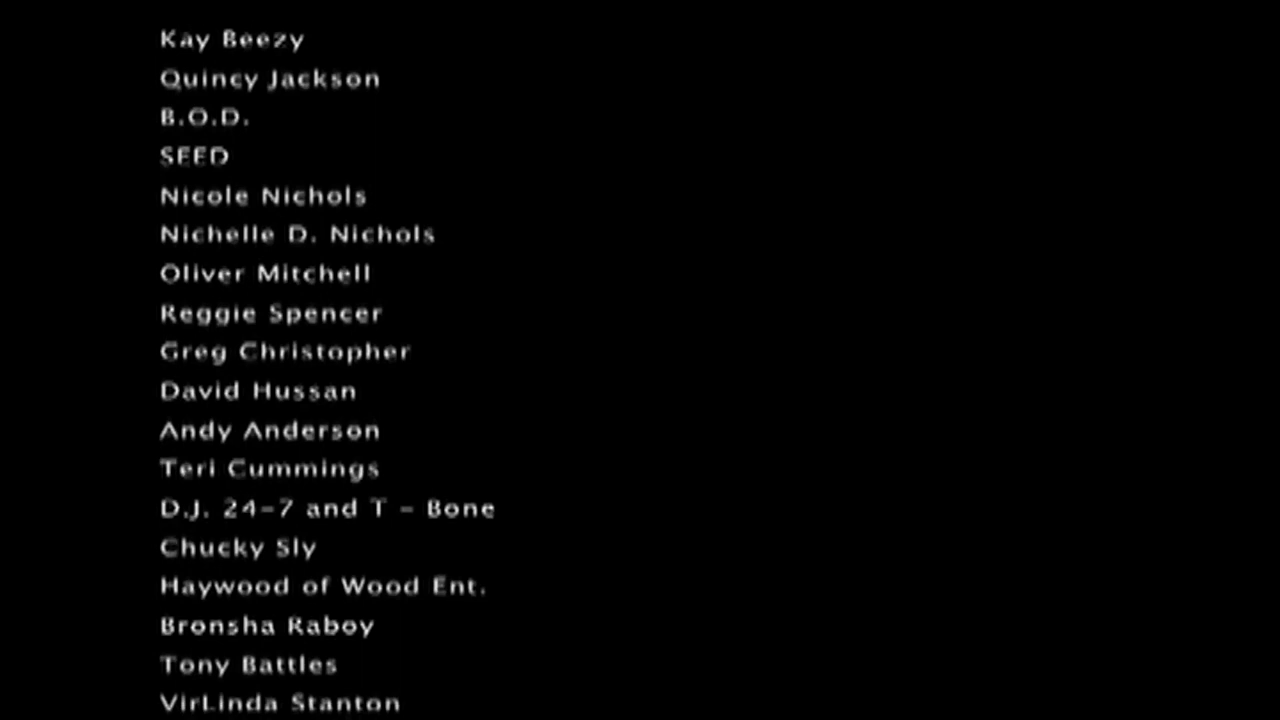 Kay Beezy
Quincy Jackson
B.O.D.
SEED
Nicole Nichols
Nichelle D. Nichols
Oliver Mitchell
Reggie Spencer
Greg Christopher
David Hussan
Andy Anderson
Teri Cummings
D.J. 24-7 and T - Bone
Chucky Sly
Haywood of Wood Ent.
Bronsha Raboy
Tony Battles
VirLinda Stanton